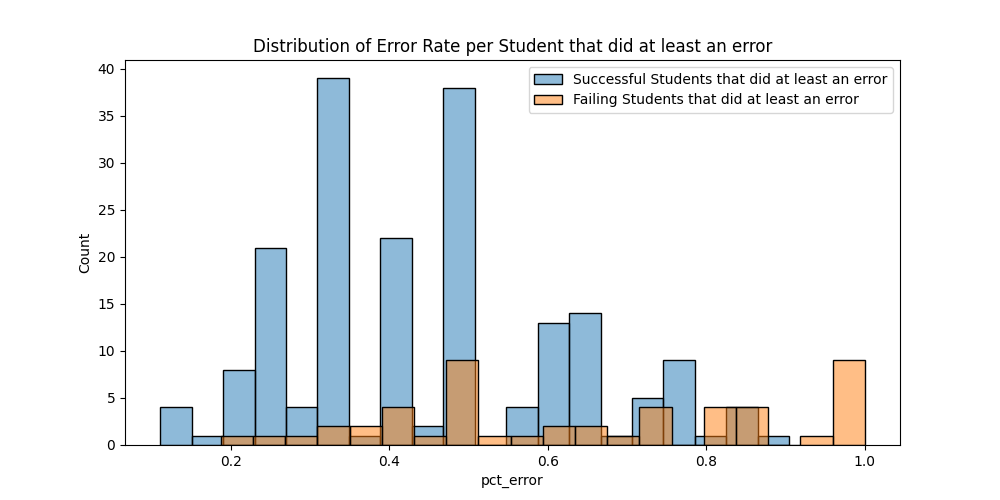 Distribution of Error Rate per Student that did at least an error
Successful Students that did at least an error
Failing Students that did at least an error
Count
40
35
30
25
20
15
10
5
0
0.2 0.4 0.6 0.8 1.0
pct_error